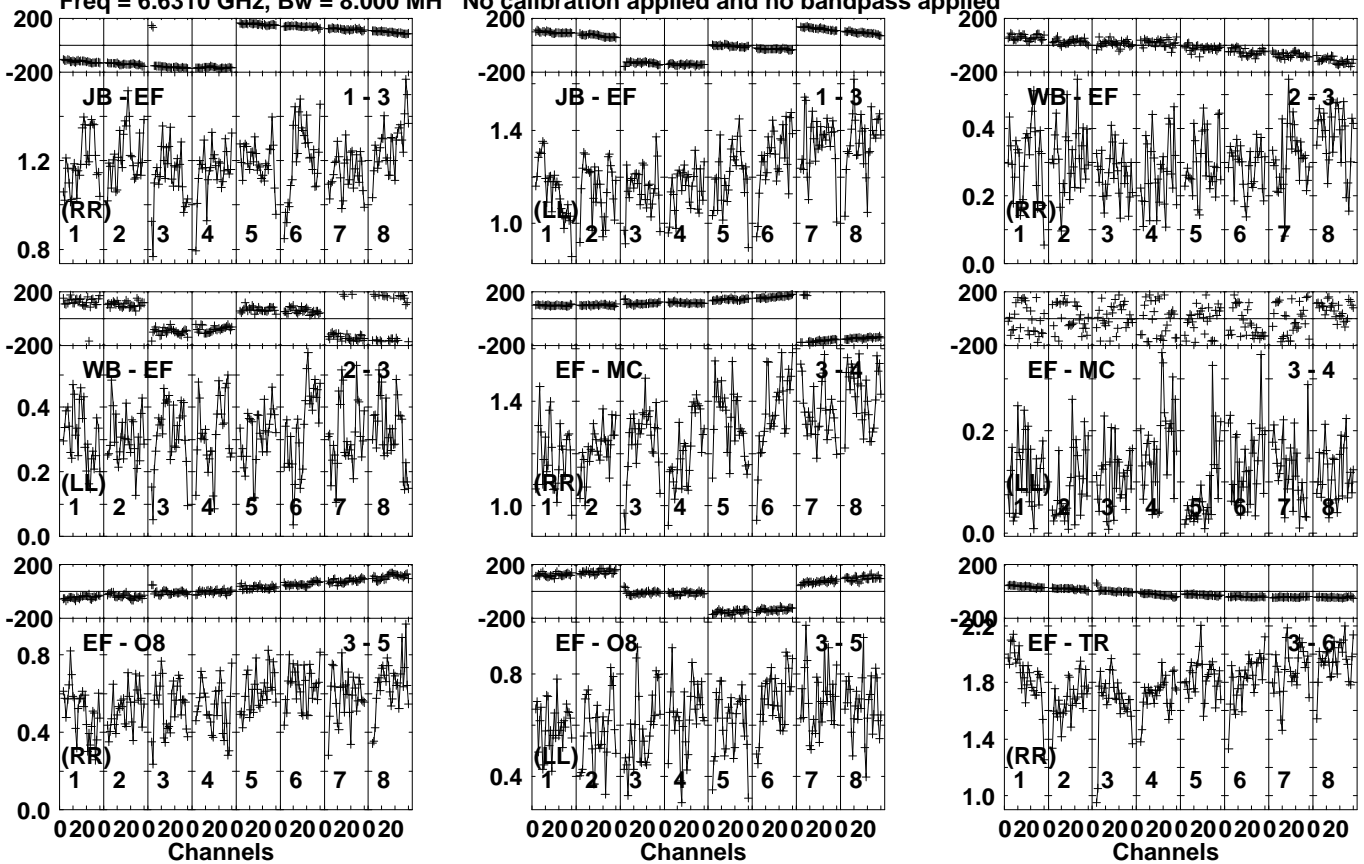 Freq = 6.6310 GHz, Bw = 8.000 MH No calibration applied and no bandpass applied
200
-200
JB - EF 1 - 3
1.2
0.8
(RR)
1 2 3 4 5 6 7 8
200
-200
JB - EF 1 - 3
1.4
1.0
(LL)
1 2 3 4 5 6 7 8
200
-200
WB - EF 2 - 3
0.4
0.2
0.0
(RR)
1 2 3 4 5 6 7 8
200
-200
WB - EF 2 - 3
0.4
0.2
0.0
(LL)
1 2 3 4 5 6 7 8
200
-200
EF - MC 3 - 4
1.4
1.0
(RR)
1 2 3 4 5 6 7 8
200
-200
EF - MC 3 - 4
0.2
0.0
(LL)
1 2 3 4 5 6 7 8
200
-200
EF - O8 3 - 5
0.8
0.4
0.0
(RR)
1 2 3 4 5 6 7 8
0 20 0 20 0 20 0 20 0 20 0 20 0 20 0 20
Channels
200
-200
EF - O8 3 - 5
0.8
0.4
(LL)
1 2 3 4 5 6 7 8
0 20 0 20 0 20 0 20 0 20 0 20 0 20 0 20
Channels
200
-200
2.2
EF - TR 3 - 6
1.8
1.4
1.0
(RR)
1 2 3 4 5 6 7 8
0 20 0 20 0 20 0 20 0 20 0 20 0 20 0 20
Channels